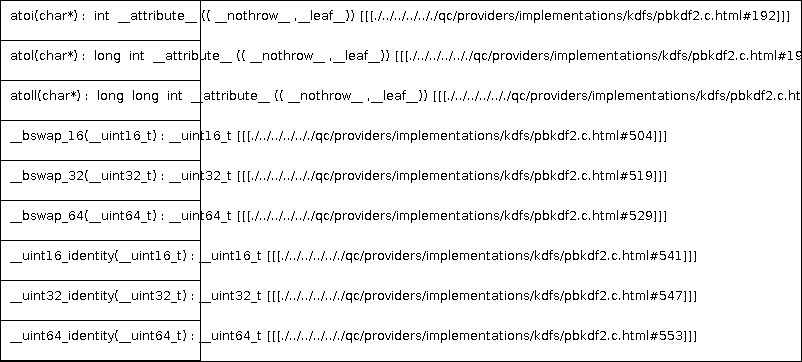 atoi(char*) : int __attribute__ (( __nothrow__ ,__leaf__)) [[[./../../../../../qc/providers/implementations/kdfs/pbkdf2.c.html#192]]]
atol(char*) : long int __attribute__ (( __nothrow__ ,__leaf__)) [[[./../../../../../qc/providers/implementations/kdfs/pbkdf2.c.html#19
atoll(char*) : long long int __attribute__ (( __nothrow__ ,__leaf__)) [[[./../../../../../qc/providers/implementations/kdfs/pbkdf2.c.ht
__bswap_16(__uint16_t) : __uint16_t [[[./../../../../../qc/providers/implementations/kdfs/pbkdf2.c.html#504]]]
__bswap_32(__uint32_t) : __uint32_t [[[./../../../../../qc/providers/implementations/kdfs/pbkdf2.c.html#519]]]
__bswap_64(__uint64_t) : __uint64_t [[[./../../../../../qc/providers/implementations/kdfs/pbkdf2.c.html#529]]]
__uint16_identity(__uint16_t) : __uint16_t [[[./../../../../../qc/providers/implementations/kdfs/pbkdf2.c.html#541]]]
__uint32_identity(__uint32_t) : __uint32_t [[[./../../../../../qc/providers/implementations/kdfs/pbkdf2.c.html#547]]]
__uint64_identity(__uint64_t) : __uint64_t [[[./../../../../../qc/providers/implementations/kdfs/pbkdf2.c.html#553]]]